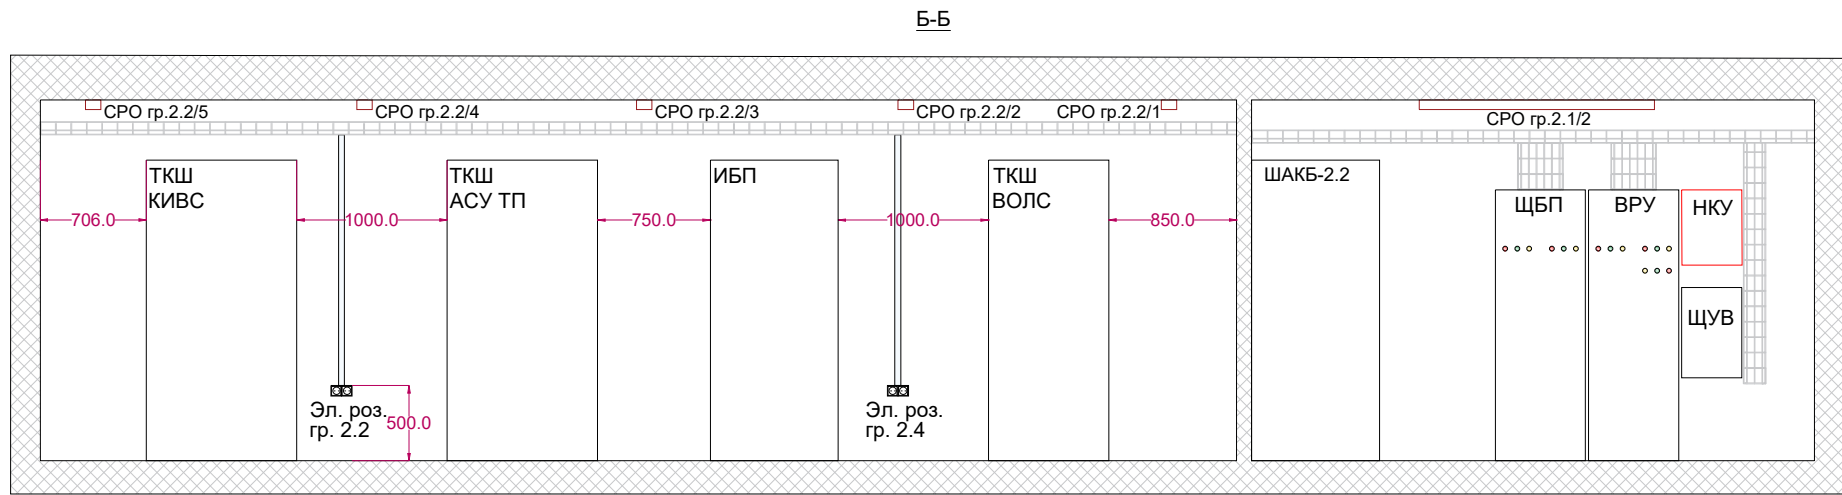 Б-Б
СРО гр.2.2/5
СРО гр.2.2/4
СРО гр.2.2/3
СРО гр.2.2/2
СРО гр.2.2/1
СРО гр.2.1/2
ТКШ
КИВС
ТКШ
АСУ ТП
ИБП
ТКШ
ВОЛС
ШАКБ-2.2
ЩБП
ВРУ
НКУ
706.0
1000.0
750.0
1000.0
850.0
ЩУВ
Эл. роз.
гр. 2.2
500.0
Эл. роз.
гр. 2.4